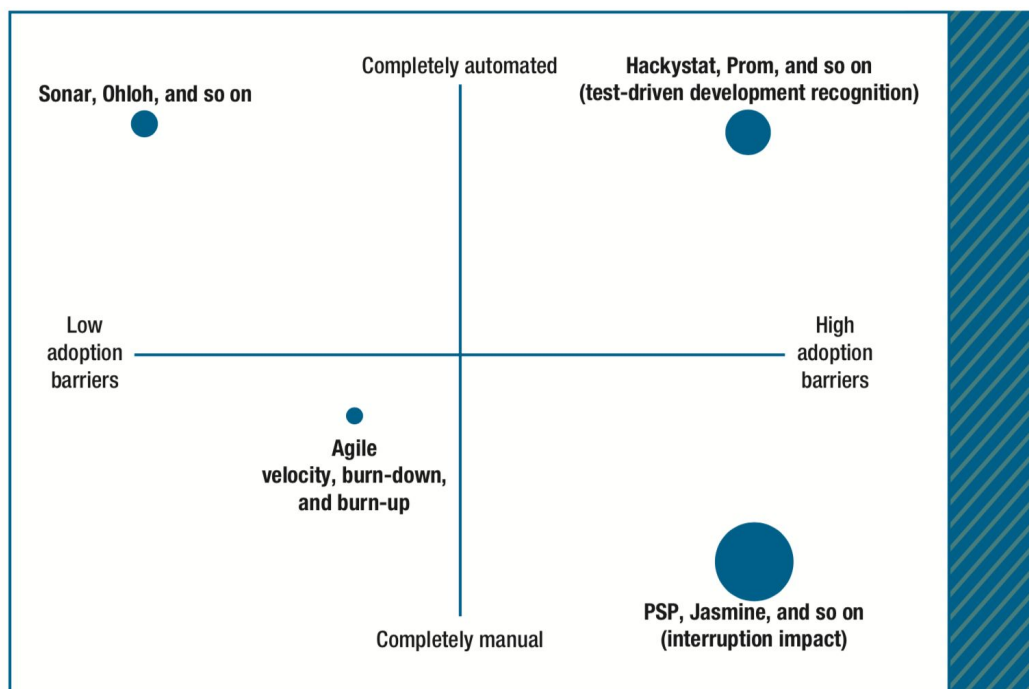 Completely automated
Sonar, Ohloh, and so on
Hackystat, Prom, and so on
(test-driven development recognition)
Low
adoption
barriers
High
adoption
barriers
Agile
velocity, burn-down,
and burn-up
PSP, Jasmine, and so on
(interruption impact)
Completely manual